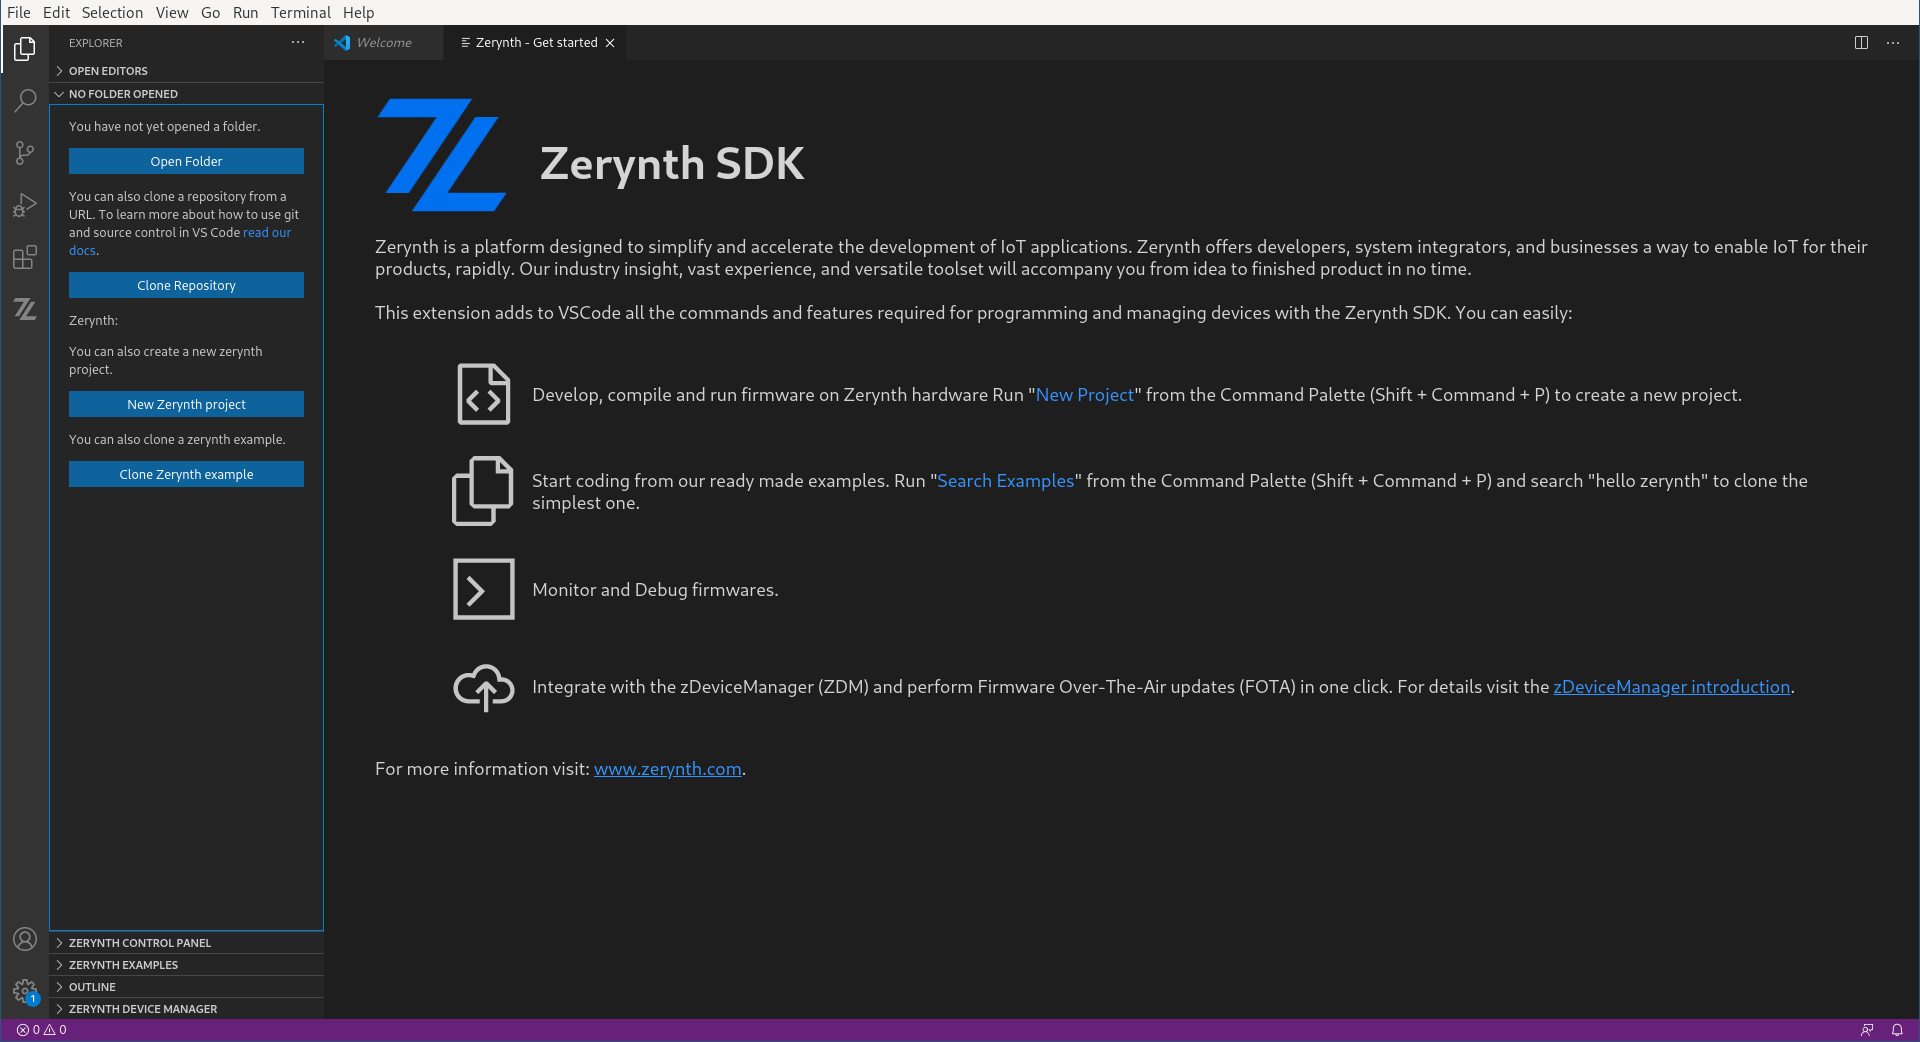 File Edit Selection View Go Run Terminal Help
EXPLORER
Welcome
Zerynth - Get started
OPEN EDITORS
NO FOLDER OPENED
You have not yet opened a folder.
Open Folder
You can also clone a repository from a
URL. To learn more about how to use git
and source control in VS Code read our
docs.
Clone Repository
Zerynth:
You can also create a new zerynth
project.
New Zerynth project
You can also clone a zerynth example.
Clone Zerynth example
ZERYNTH CONTROL PANEL
ZERYNTH EXAMPLES
OUTLINE
ZERYNTH DEVICE MANAGER
Zerynth SDK
Zerynth is a platform designed to simplify and accelerate the development of IoT applications. Zerynth offers developers, system integrators, and businesses a way to enable IoT for their
products, rapidly. Our industry insight, vast experience, and versatile toolset will accompany you from idea to finished product in no time.
This extension adds to VSCode all the commands and features required for programming and managing devices with the Zerynth SDK. You can easily:
Develop, compile and run firmware on Zerynth hardware Run "New Project" from the Command Palette (Shift + Command + P) to create a new project.
Start coding from our ready made examples. Run "Search Examples" from the Command Palette (Shift + Command + P) and search "hello zerynth" to clone the
simplest one.
Monitor and Debug firmwares.
Integrate with the zDeviceManager (ZDM) and perform Firmware Over-The-Air updates (FOTA) in one click. For details visit the zDeviceManager introduction.
For more information visit: www.zerynth.com.
1
0 0